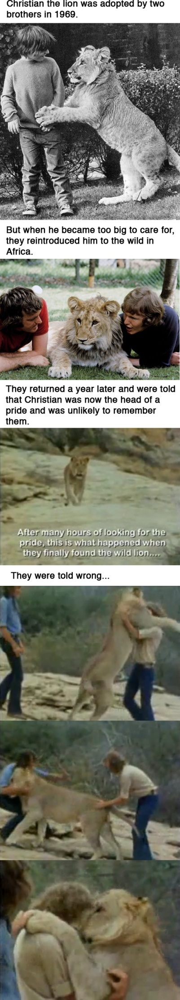 Christian the lion was adopted by two
brothers in 1969.
But when he became too big to care for,
they reintroduced him to the wild in
Africa.
They returned a year later and were told
that Christian was now the head of a
pride and was unlikely to remember
them.
After many hours of looking for the
pride, this is what happened when
they finally found the wild lion....
They were told wrong...